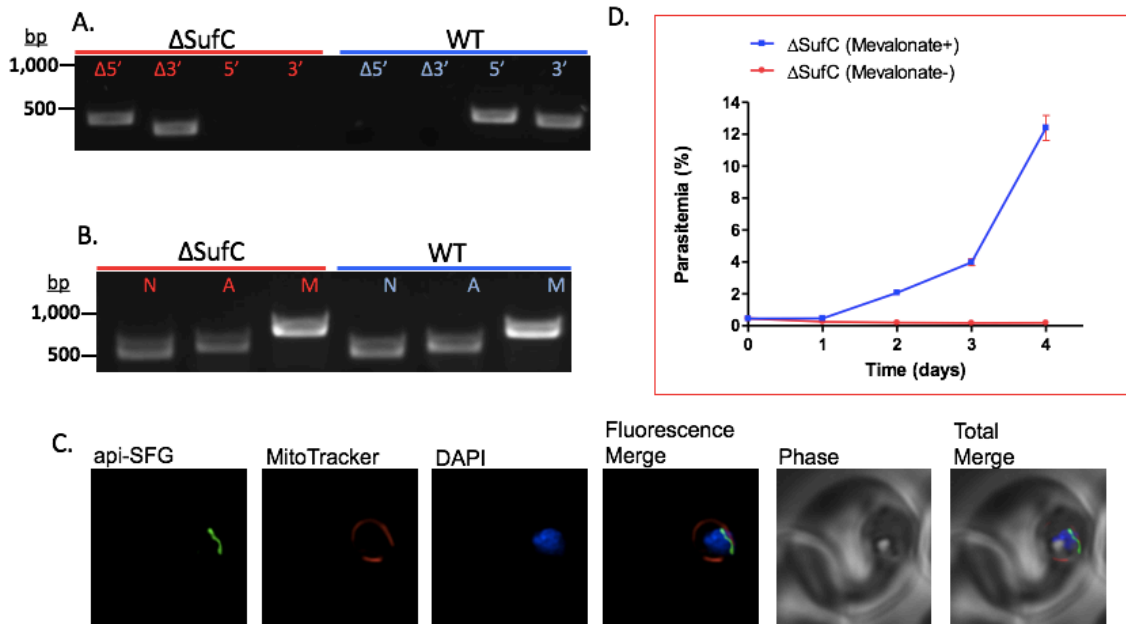 A.
ΔSufC WT
bp
1,000
500
Δ5’ Δ3’ 5’ 3’ Δ5’ Δ3’ 5’ 3’
B.
ΔSufC WT
bp
1,000
500
N A M N A M
C.
api-SFG MitoTracker DAPI Fluorescence Merge Phase Total Merge
D.
ΔSufC (Mevalonate+)
ΔSufC (Mevalonate-)
Parasitemia (%)
14
12
10
8
6
4
2
0
0 1 2 3 4
Time (days)